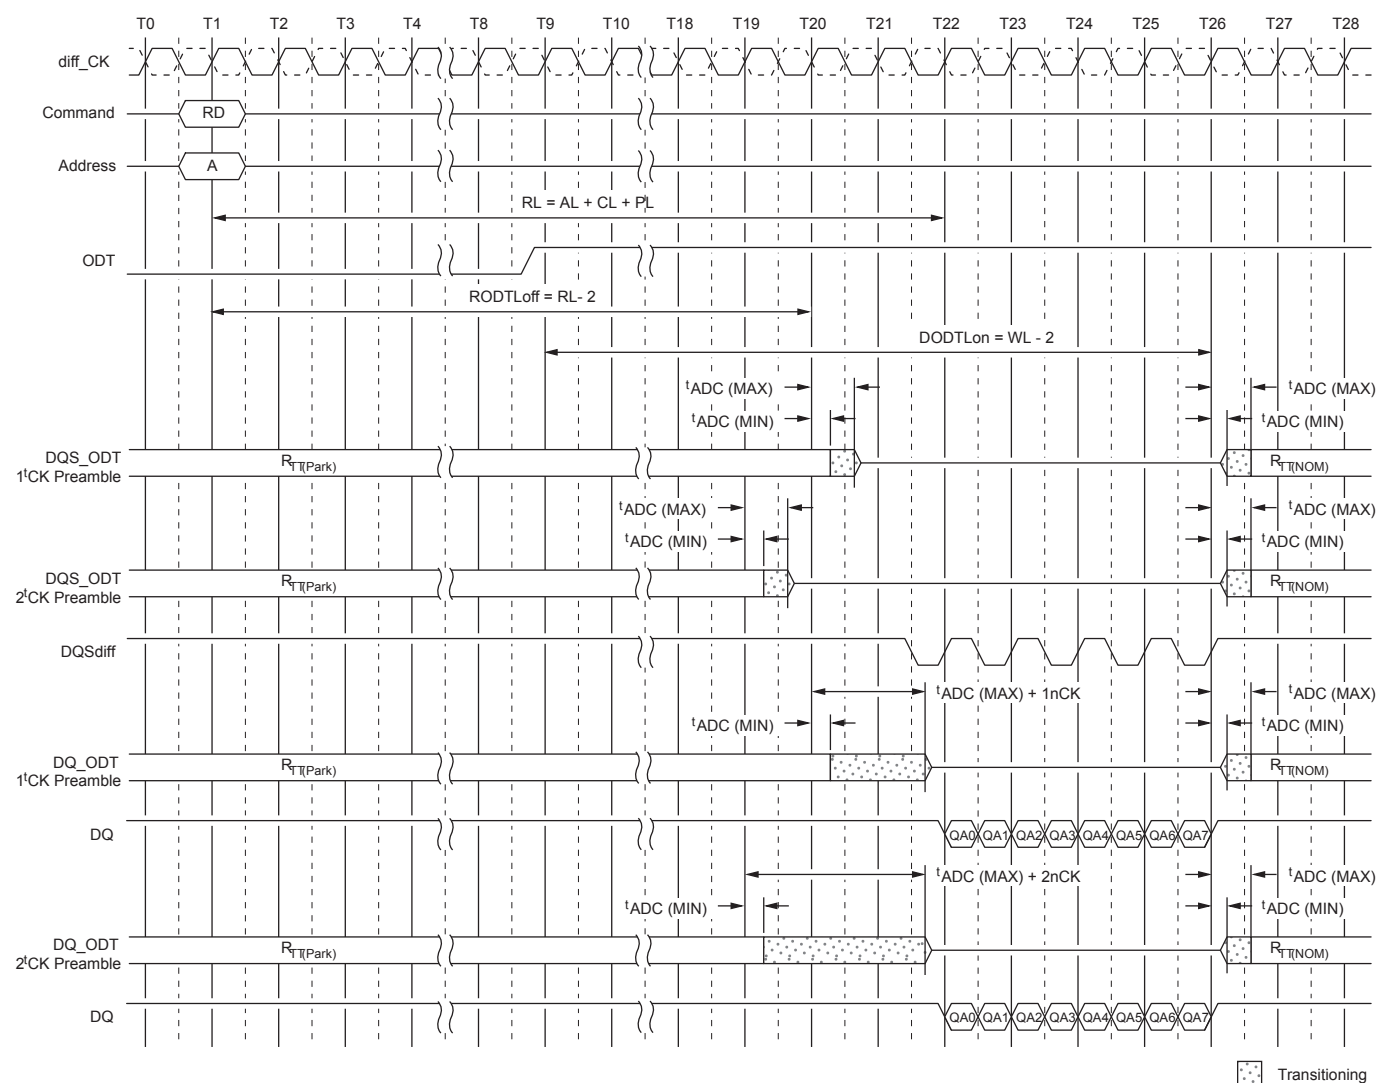 T0 T1 T2 T3 T4 T8 T9 T10 T18 T19 T20 T21 T22 T23 T24 T25 T26 T27 T28
diff_CK
Command RD
Address A
RL = AL + CL + PL
ODT
RODTLoff = RL- 2
DODTLon = WL - 2
tADC (MAX) tADC (MAX)
tADC (MIN) tADC (MIN)
DQS_ODT
1tCK Preamble
RTT(Park) RTT(NOM)
tADC (MAX) tADC (MAX)
tADC (MIN) tADC (MIN)
DQS_ODT
2tCK Preamble
RTT(Park) RTT(NOM)
DQSdiff
tADC (MAX) + 1nCK tADC (MAX)
tADC (MIN) tADC (MIN)
DQ_ODT
1tCK Preamble
RTT(Park) RTT(NOM)
DQ QA0 QA1 QA2 QA3 QA4 QA5 QA6 QA7
tADC (MAX) + 2nCK tADC (MAX)
tADC (MIN) tADC (MIN)
DQ_ODT
2tCK Preamble
RTT(Park) RTT(NOM)
DQ QA0 QA1 QA2 QA3 QA4 QA5 QA6 QA7
Transitioning